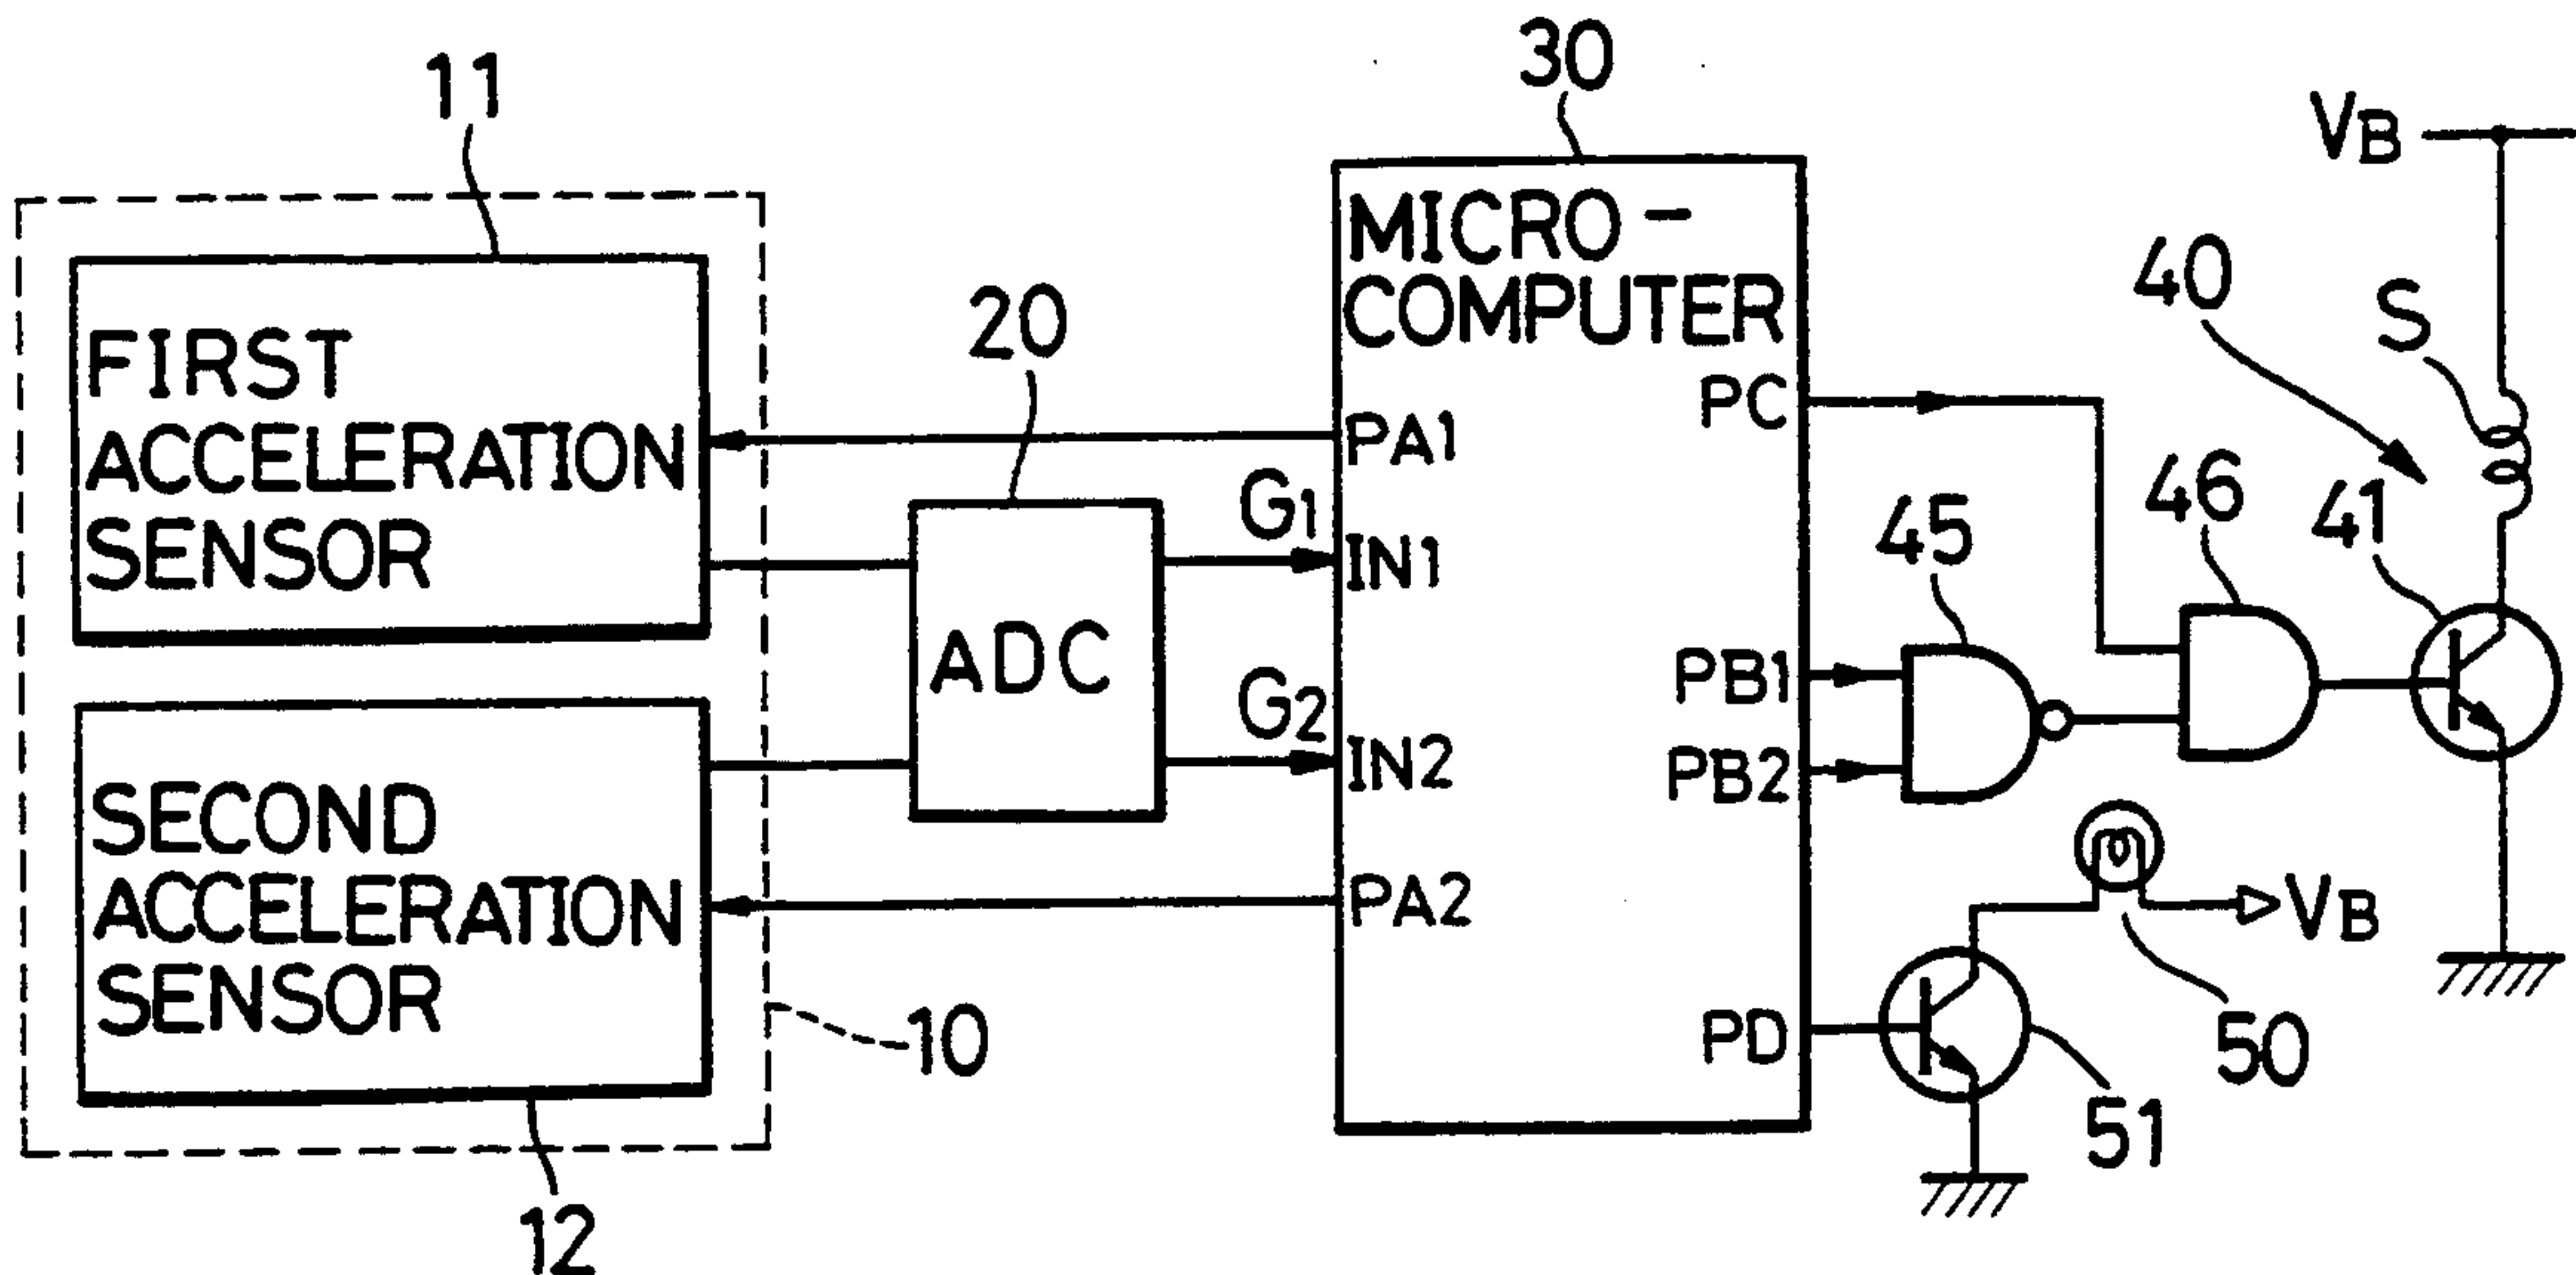 11
30
VB
FIRST
ACCELERATION
SENSOR
20
MICRO-
COMPUTER
PC
40
S
PA1
G1
IN1
ADC
45
46
41
G2
IN2
PB1
PB2
SECOND
ACCELERATION
SENSOR
PA2
VB
10
PD
50
51
12